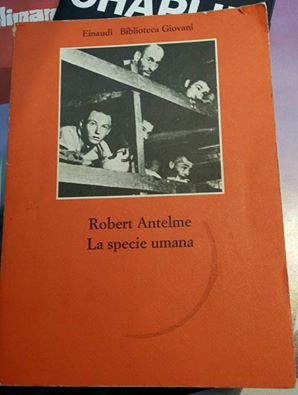 Einaudi Biblioteca Giovani
Robert Antelme
La specie umana